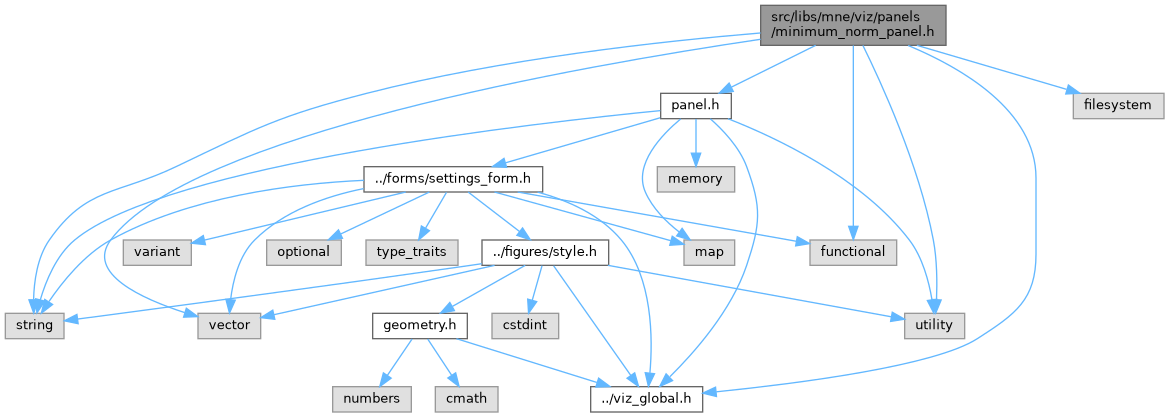 src/libs/mne/viz/panels
/minimum_norm_panel.h
panel.h
filesystem
../forms/settings_form.h
memory
variant
optional
type_traits
../figures/style.h
map
functional
string
vector
geometry.h
cstdint
utility
numbers
cmath
../viz_global.h